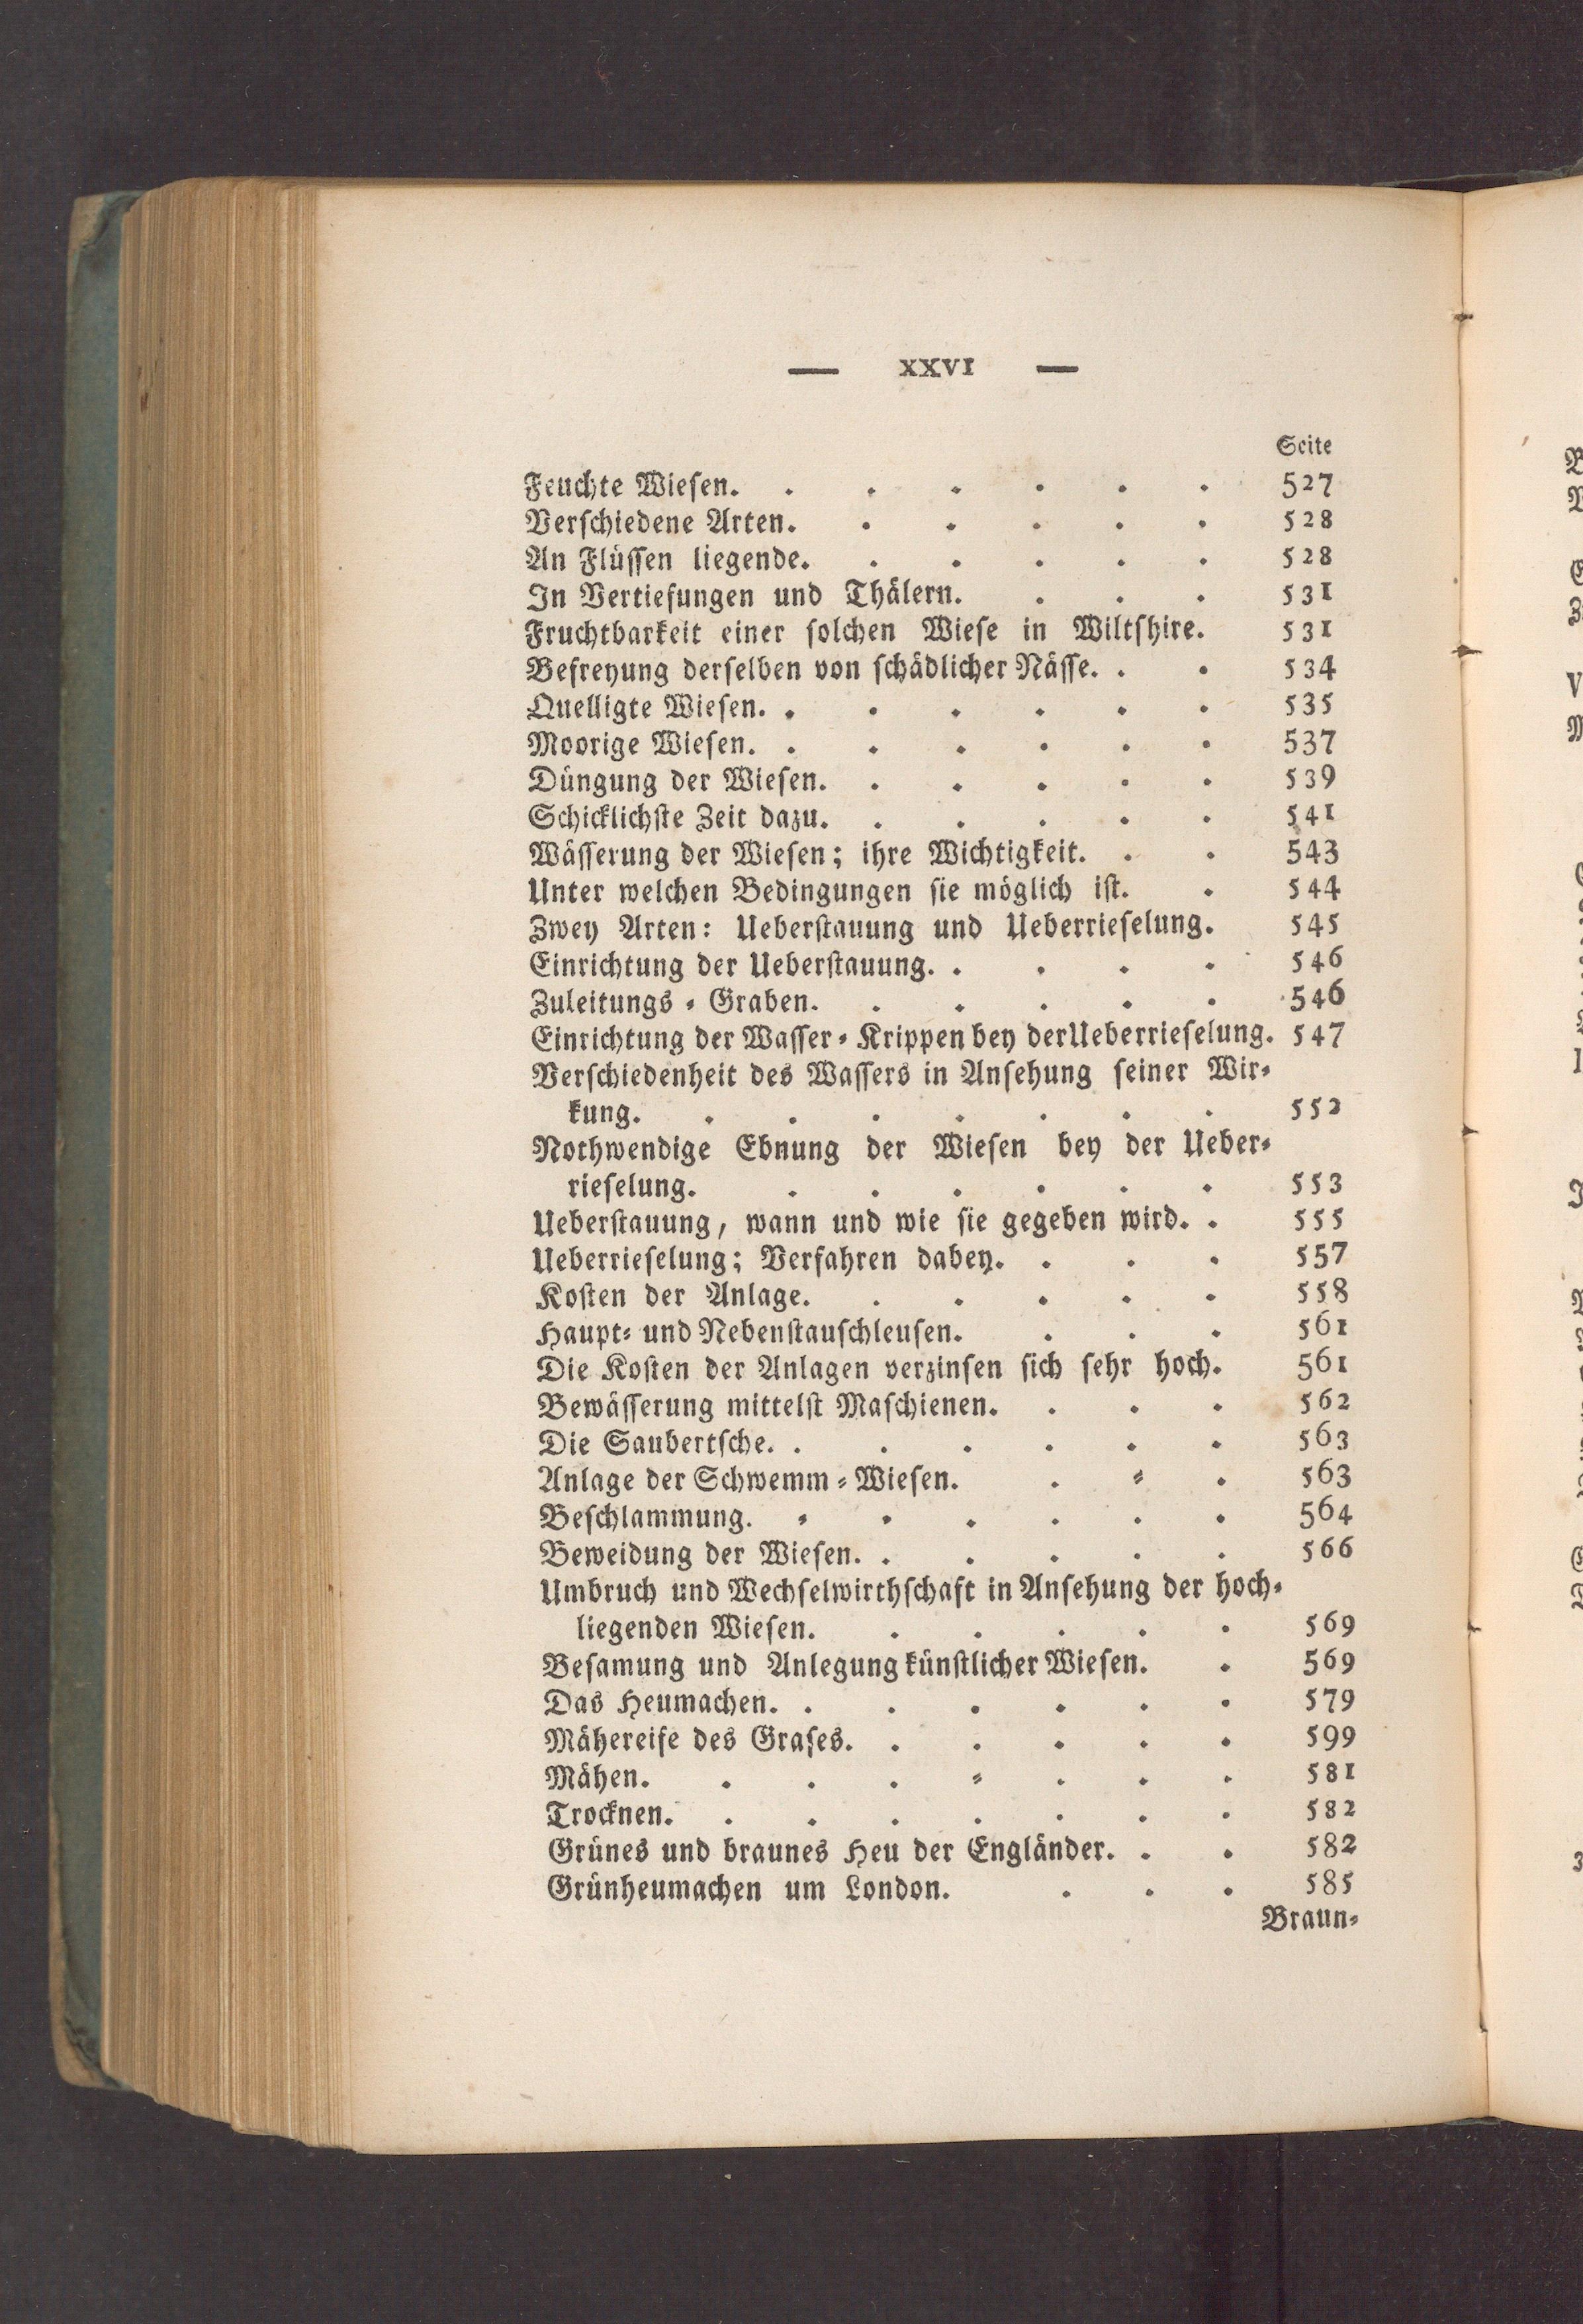 — XXVI —
Seite
Feuchte Wiesen. . . . . . . 527
Verschiedene Arten. . . . . . 528
An Flüssen liegende. . . . . . 528
In Vertiefungen und Thälern. . . . 531
Fruchtbarkeit einer solchen Wiese in Wiltshire. 531
Befreyung derselben von schädlicher Nässe. . . 534
Quelligte Wiesen. . . . . . . 535
Moorige Wiesen. . . . . . . 537
Düngung der Wiesen. . . . . . 539
Schicklichste Zeit dazu. . . . . . 541
Wässerung der Wiesen; ihre Wichtigkeit. . . 543
Unter welchen Bedingungen sie möglich ist. . 544
Zwey Arten: Ueberstauung und Ueberrieselung. 545
Einrichtung der Ueberstauung. . . . . 546
Zuleitungs-Graben. . . . . . 546
Einrichtung der Wasser-Krippen bey der Ueberrieselung. 547
Verschiedenheit des Wassers in Ansehung seiner Wir-
kung. . . . . . . . 552
Nothwendige Ebnung der Wiesen bey der Ueber-
rieselung. . . . . . . 553
Ueberstauung, wann und wie sie gegeben wird. . 555
Ueberrieselung; Verfahren dabey. . . . 557
Kosten der Anlage. . . . . . 558
Haupt- und Nebenstauschleusen. . . . 561
Die Kosten der Anlagen verzinsen sich sehr hoch. 561
Bewässerung mittelst Maschienen. . . . 562
Die Saubertsche. . . . . . . 563
Anlage der Schwemm-Wiesen. . - . 563
Beschlammung. . . . . . . 564
Beweidung der Wiesen. . . . . . 566
Umbruch und Wechselwirthschaft in Ansehung der hoch-
liegenden Wiesen. . . . . . 569
Besamung und Anlegung künstlicher Wiesen. . 569
Das Heumachen. . . . . . . 579
Mähereife des Grases. . . . . . 599
Mähen. . . . - . . . 581
Trocknen. . . . . . . . 582
Grünes und braunes Heu der Engländer. . . 582
Grünheumachen um London. . . . 585
Braun-